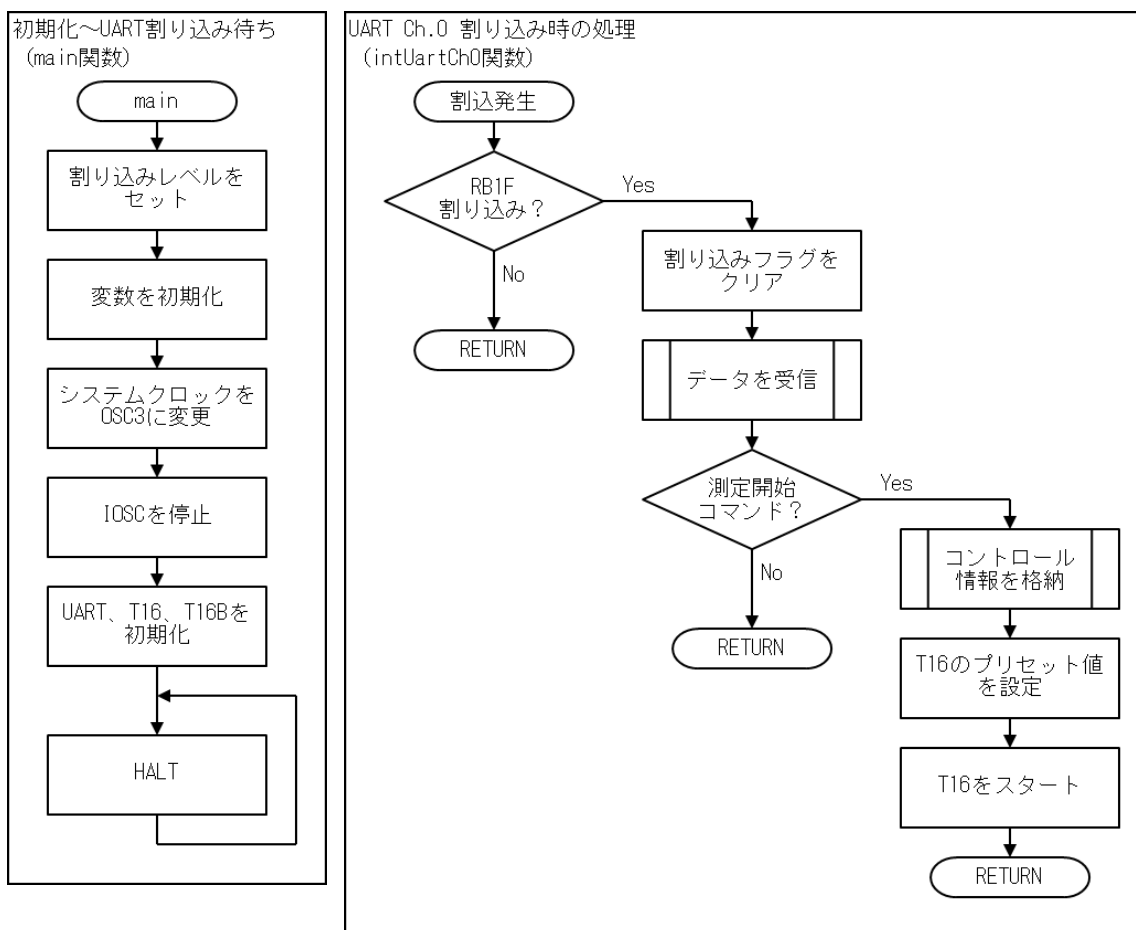 初期化～UART割り込み待ち
(main関数)
main
割り込みレベルを
セット
変数を初期化
システムクロックを
OSC3に変更
IOSCを停止
UART、T16、T16Bを
初期化
HALT
UART Ch.0 割り込み時の処理
(intUartCh0関数)
割込発生
RB1F
割り込み？
Yes
No
RETURN
割り込みフラグを
クリア
データを受信
測定開始
コマンド？
Yes
No
RETURN
コントロール
情報を格納
T16のプリセット値
を設定
T16をスタート
RETURN